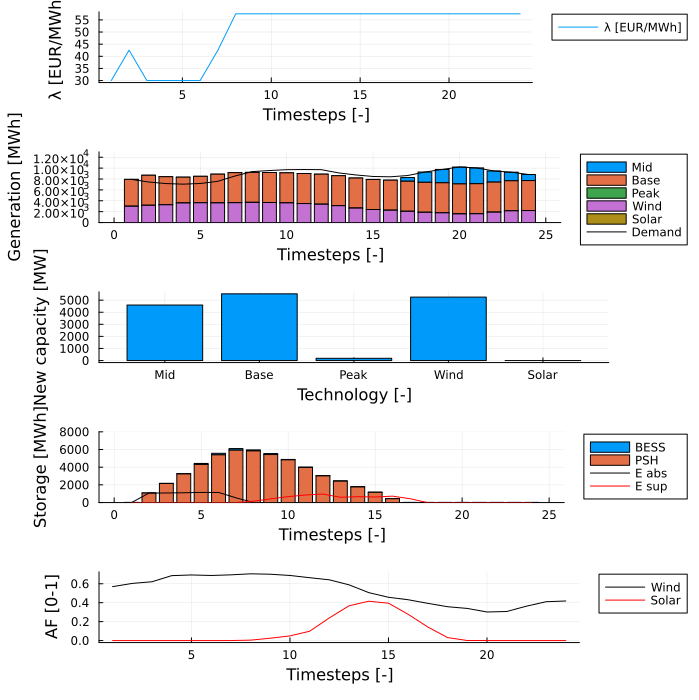 λ [EUR/MWh]
55
50
45
40
35
30
5
10
15
20
Timesteps [-]
λ [EUR/MWh]
Generation [MWh]
1.20×10⁴
1.00×10⁴
8.00×10³
6.00×10³
4.00×10³
2.00×10³
0
0
5
10
15
20
25
Timesteps [-]
Mid
Base
Peak
Wind
Solar
Demand
New capacity [MW]
5000
4000
3000
2000
1000
0
Mid
Base
Peak
Wind
Solar
Technology [-]
Storage [MWh]
8000
6000
4000
2000
0
0
5
10
15
20
25
Timesteps [-]
BESS
PSH
E abs
E sup
AF [0-1]
0.6
0.4
0.2
0.0
5
10
15
20
Timesteps [-]
Wind
Solar